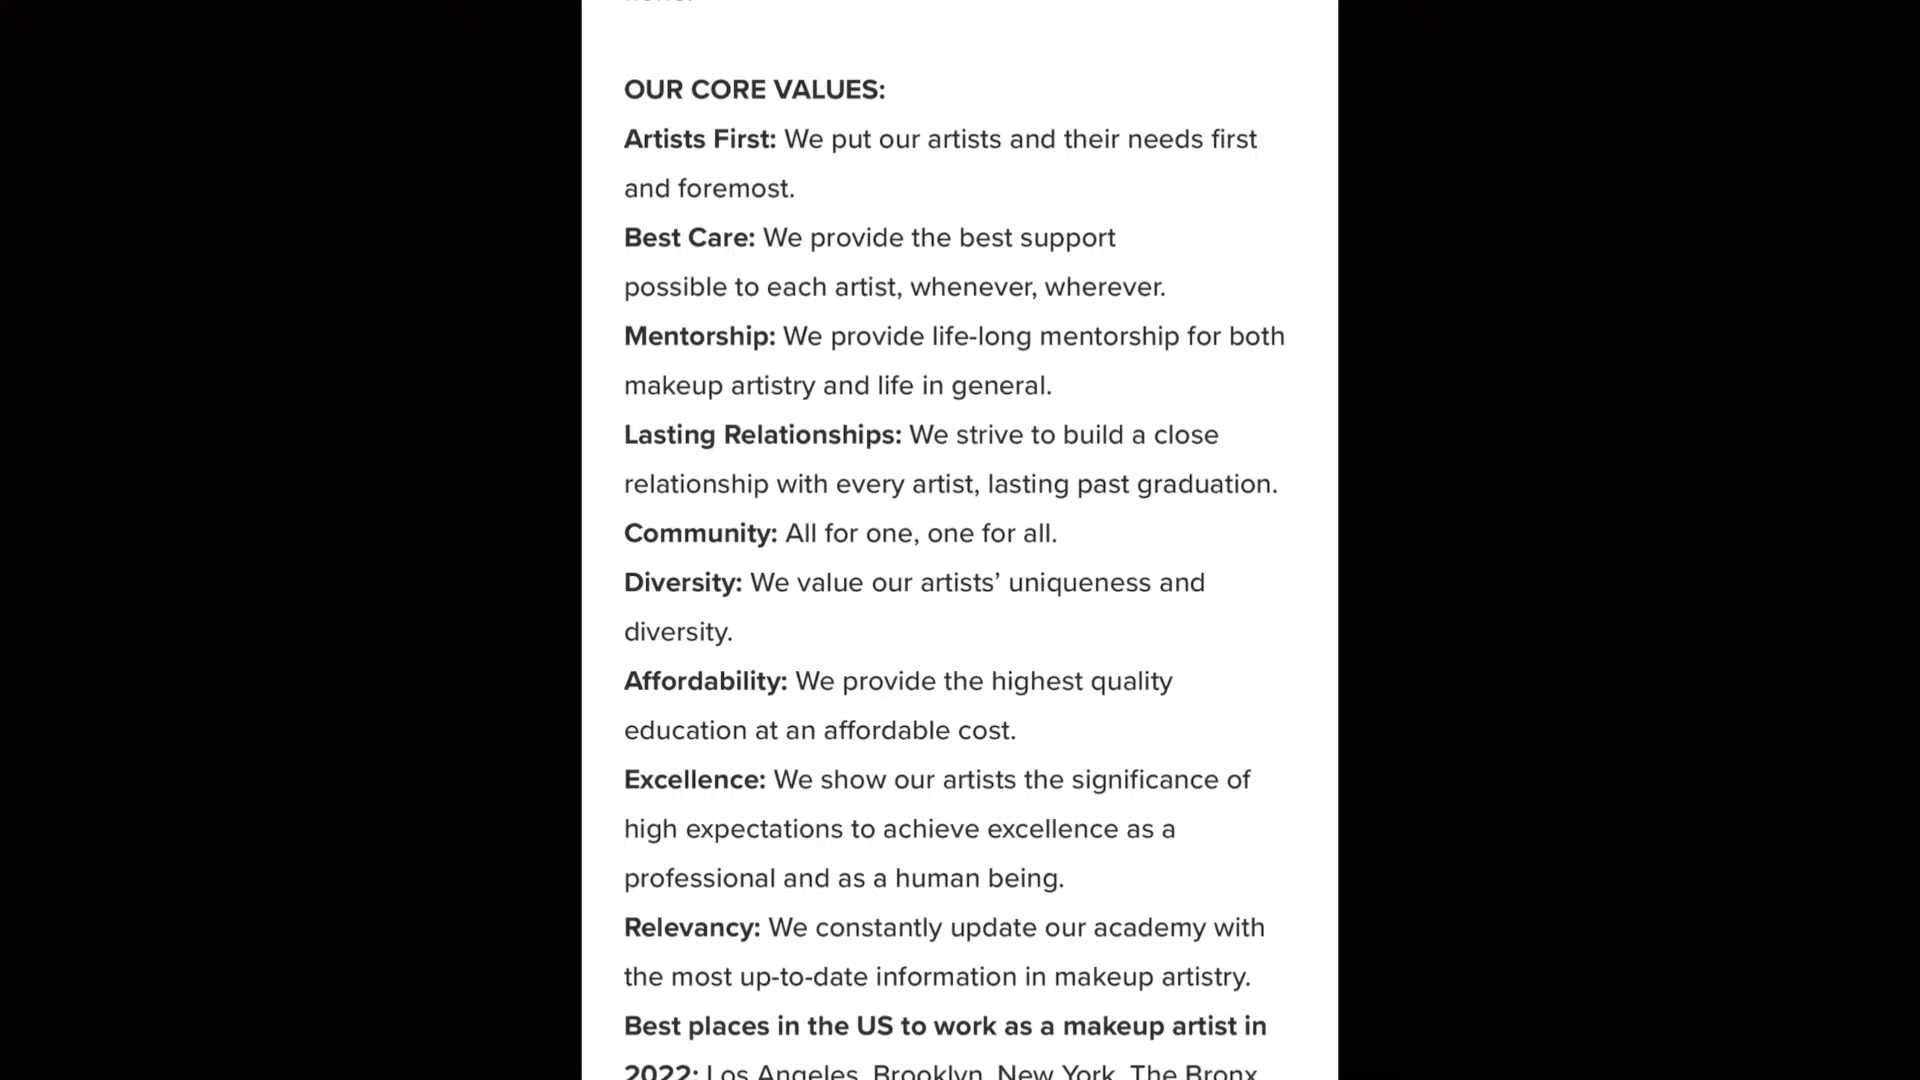 OUR CORE VALUES:
Artists First: We put our artists and their needs first
and foremost.
Best Care: We provide the best support
possible to each artist, whenever, wherever.
Mentorship: We provide life-long mentorship for both
makeup artistry and life in general.
Lasting Relationships: We strive to build a close
relationship with every artist, lasting past graduation.
Community: All for one, one for all.
Diversity: We value our artists’ uniqueness and
diversity.
Affordability: We provide the highest quality
education at an affordable cost.
Excellence: We show our artists the significance of
high expectations to achieve excellence as a
professional and as a human being.
Relevancy: We constantly update our academy with
the most up-to-date information in makeup artistry.
Best places in the US to work as a makeup artist in
2022: Los Angeles, Brooklyn, New York, The Bronx,